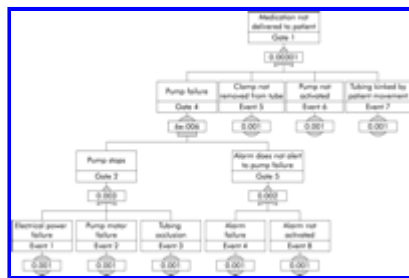 Medication not
delivered to patient
Gate 1
0.00001
Pump failure
Gate 4
6e-006
Clamp not
removed from tube
Event 5
0.001
Pump not
activated
Event 6
0.001
Tubing kinked by
patient movement
Event 7
0.001
Pump stops
Gate 2
0.003
Alarm does not alert
to pump failure
Gate 5
0.002
Electrical power
failure
Event 1
0.001
Pump motor
failure
Event 2
0.001
Tubing
occlusion
Event 3
0.001
Alarm
failure
Event 4
0.001
Alarm not
activated
Event 8
0.001